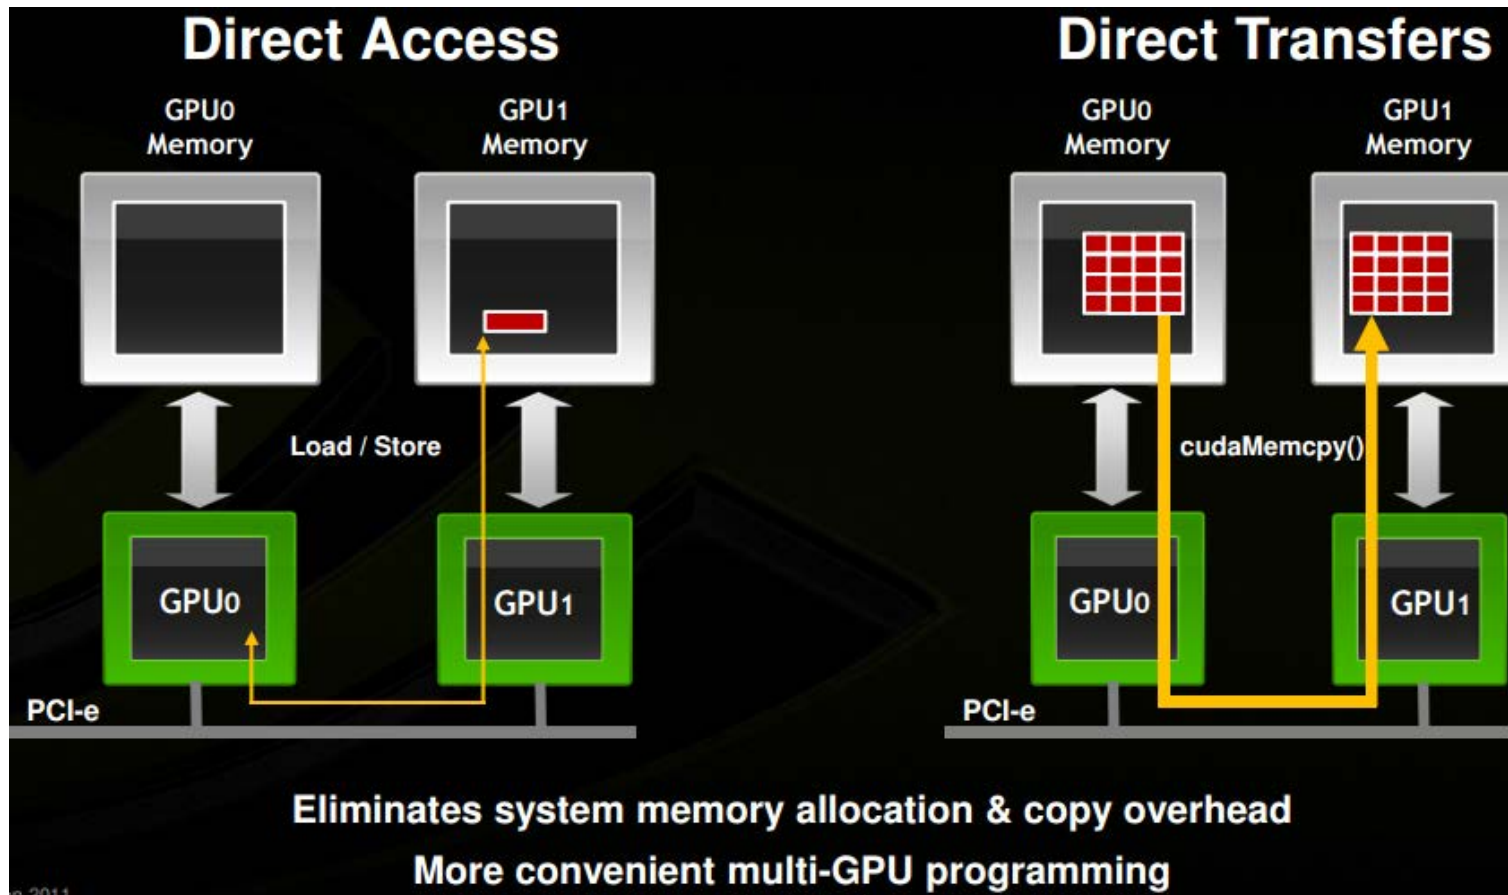 Direct Access
GPU0
Memory
GPU1
Memory
Load / Store
GPU0
GPU1
PCI-e
Direct Transfers
GPU0
Memory
GPU1
Memory
cudaMemcpy()
GPU0
GPU1
PCI-e
Eliminates system memory allocation & copy overhead
More convenient multi-GPU programming
2011